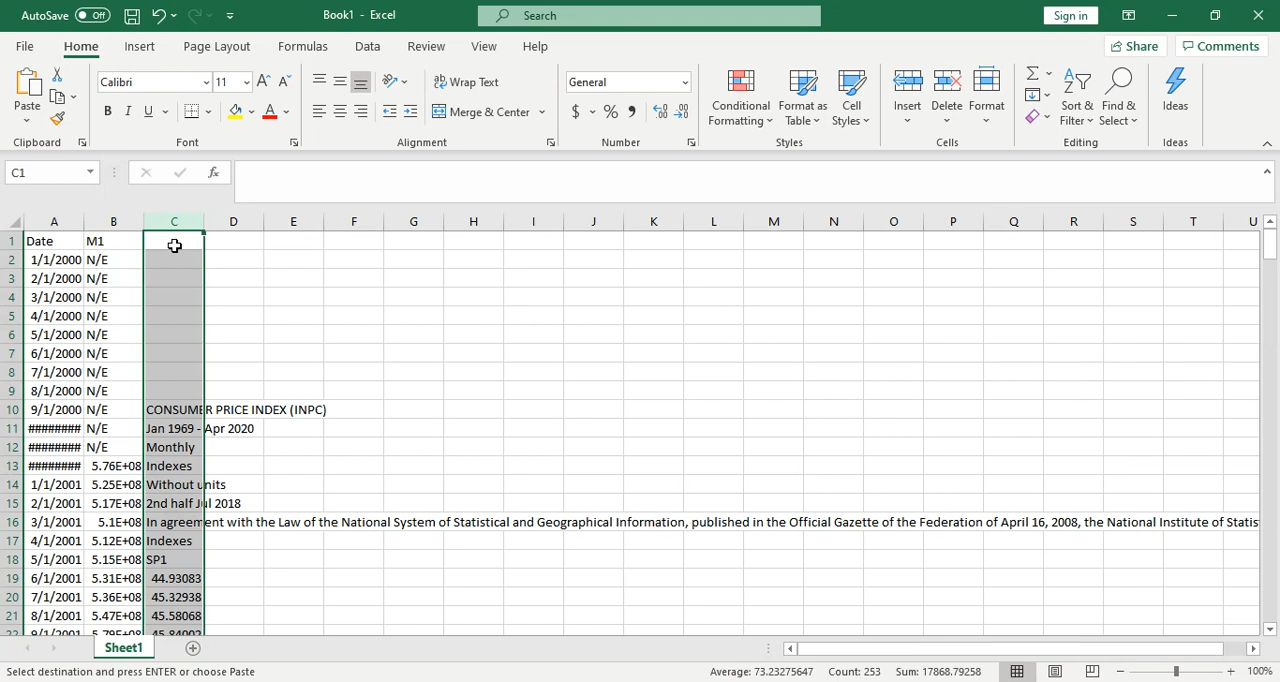 AutoSave Off Book1 - Excel Search Sign in
File Home Insert Page Layout Formulas Data Review View Help Share Comments
Paste Calibri 11 A A B I U A Wrap Text Merge & Center General $ % Conditional Formatting Format as Table Cell Styles Insert Delete Format Sort & Filter Find & Select Ideas
Clipboard Font Alignment Number Styles Cells Editing Ideas
C1 fx
A B C D E F G H I J K L M N O P Q R S T U
1 Date M1
2 1/1/2000 N/E
3 2/1/2000 N/E
4 3/1/2000 N/E
5 4/1/2000 N/E
6 5/1/2000 N/E
7 6/1/2000 N/E
8 7/1/2000 N/E
9 8/1/2000 N/E
10 9/1/2000 N/E CONSUMER PRICE INDEX (INPC)
11 ######## N/E Jan 1969 - Apr 2020
12 ######## N/E Monthly
13 ######## 5.76E+08 Indexes
14 1/1/2001 5.25E+08 Without units
15 2/1/2001 5.17E+08 2nd half Jul 2018
16 3/1/2001 5.1E+08 In agreement with the Law of the National System of Statistical and Geographical Information, published in the Official Gazette of the Federation of April 16, 2008, the National Institute of Statis
17 4/1/2001 5.12E+08 Indexes
18 5/1/2001 5.15E+08 SP1
19 6/1/2001 5.31E+08 44.93083
20 7/1/2001 5.36E+08 45.32938
21 8/1/2001 5.47E+08 45.58068
22 9/1/2001 5.79E+08 45.84002
Sheet1
Select destination and press ENTER or choose Paste Average: 73.23275647 Count: 253 Sum: 17868.79258 100%